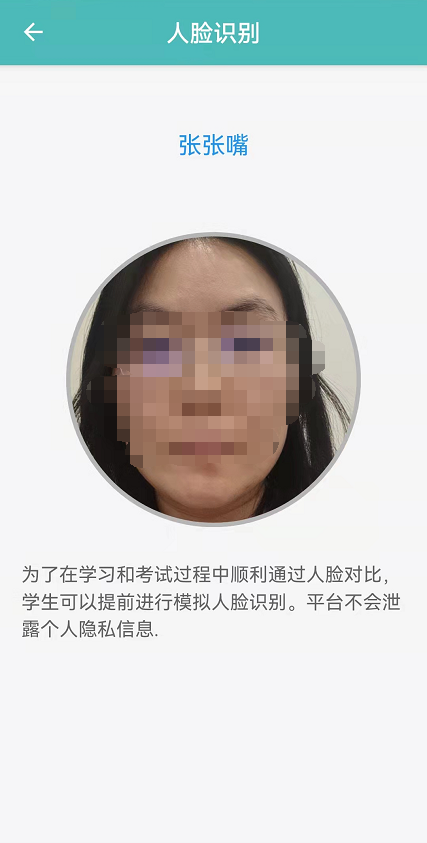 人脸识别
张张嘴
为了在学习和考试过程中顺利通过人脸对比，
学生可以提前进行模拟人脸识别。平台不会泄
露个人隐私信息.